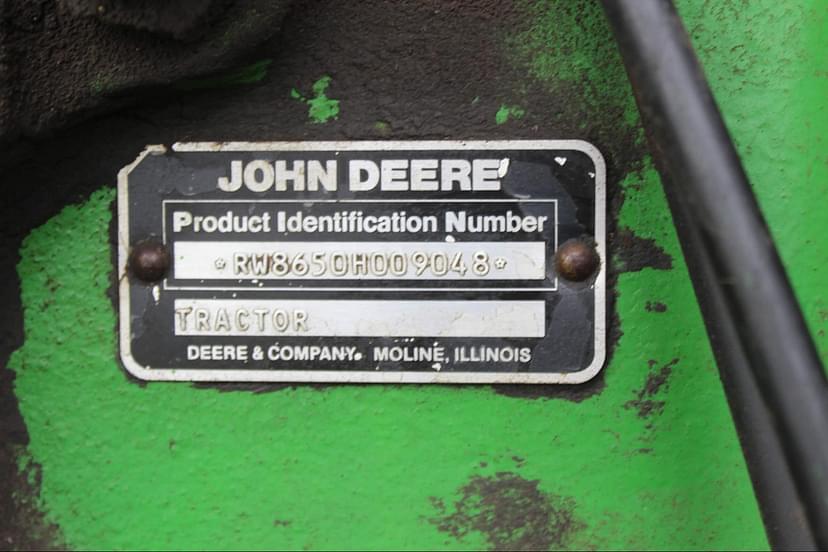 JOHN DEERE
Product Identification Number
*RW8650H009048*
TRACTOR
DEERE & COMPANY. MOLINE, ILLINOIS